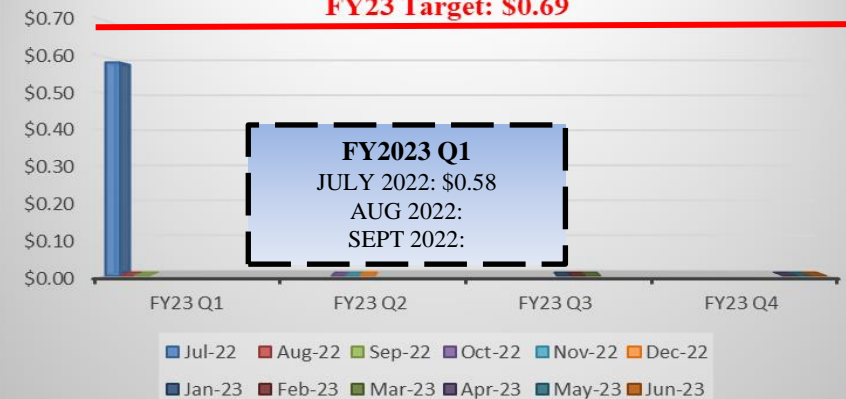 FY23 Target: $0.69
$0.70
$0.60
$0.50
$0.40
$0.30
$0.20
$0.10
$0.00
FY2023 Q1
JULY 2022: $0.58
AUG 2022:
SEPT 2022:
FY23 Q1 FY23 Q2 FY23 Q3 FY23 Q4
Jul-22 Aug-22 Sep-22 Oct-22 Nov-22 Dec-22
Jan-23 Feb-23 Mar-23 Apr-23 May-23 Jun-23